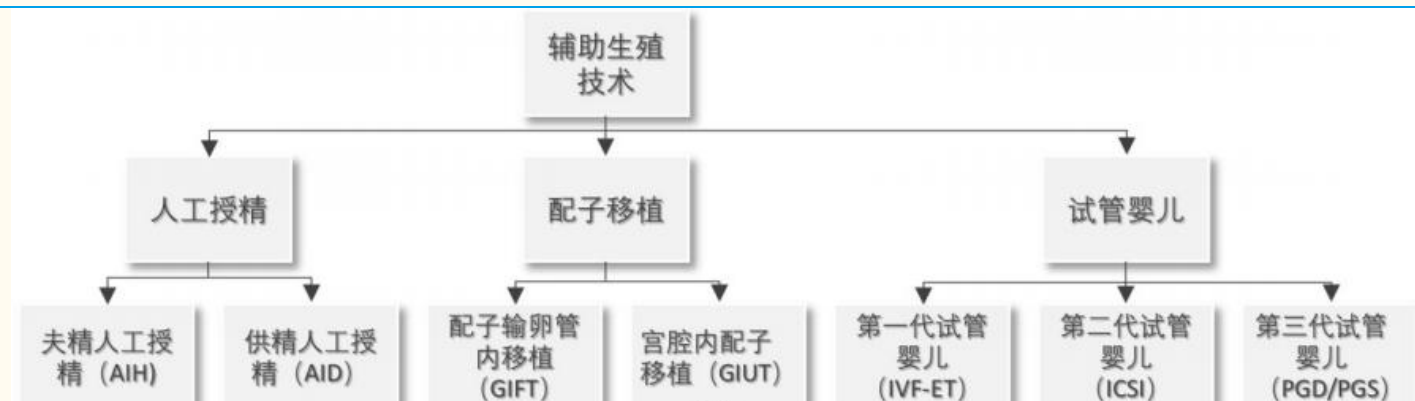 辅助生殖
技术
人工授精
配子移植
试管婴儿
夫精人工授
精（AIH)
供精人工授
精（AID）
配子输卵管
内移植
（GIFT）
宫腔内配子
移植（GIUT）
第一代试管
婴儿
（IVF-ET）
第二代试管
婴儿
（ICSI）
第三代试管
婴儿
（PGD/PGS）